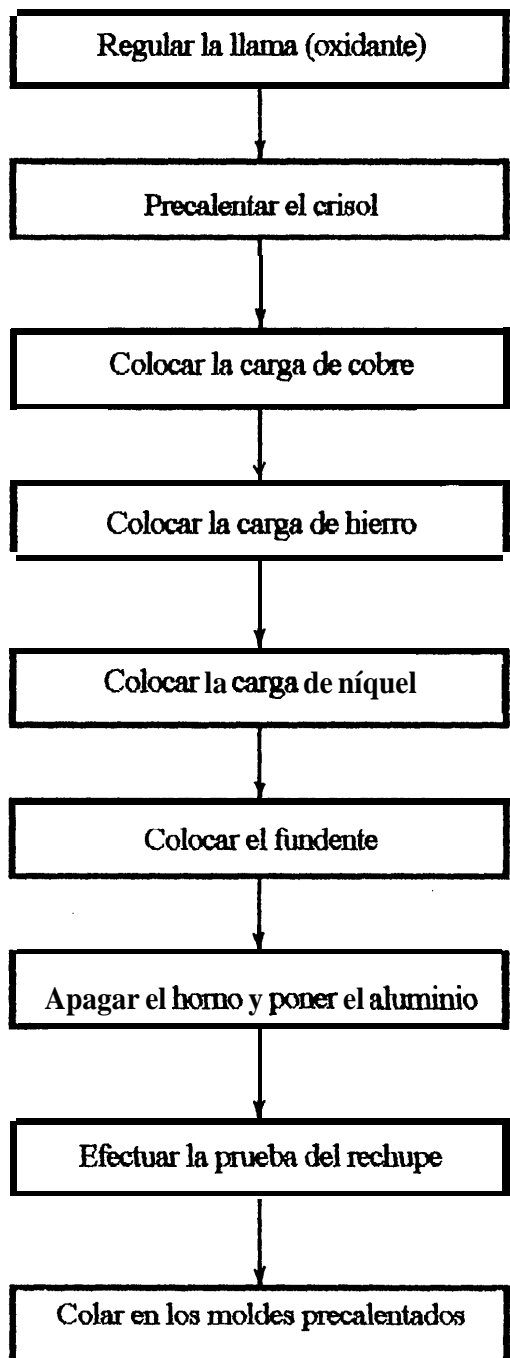 Regular la llama (oxidante)
Precalentar el crisol
Colocar la carga de cobre
Colocar la carga de hierro
Colocar la carga de níquel
Colocar el fundente
Apagar el horno y poner el aluminio
Efectuar la prueba del rechupe
Colar en los moldes precalentados